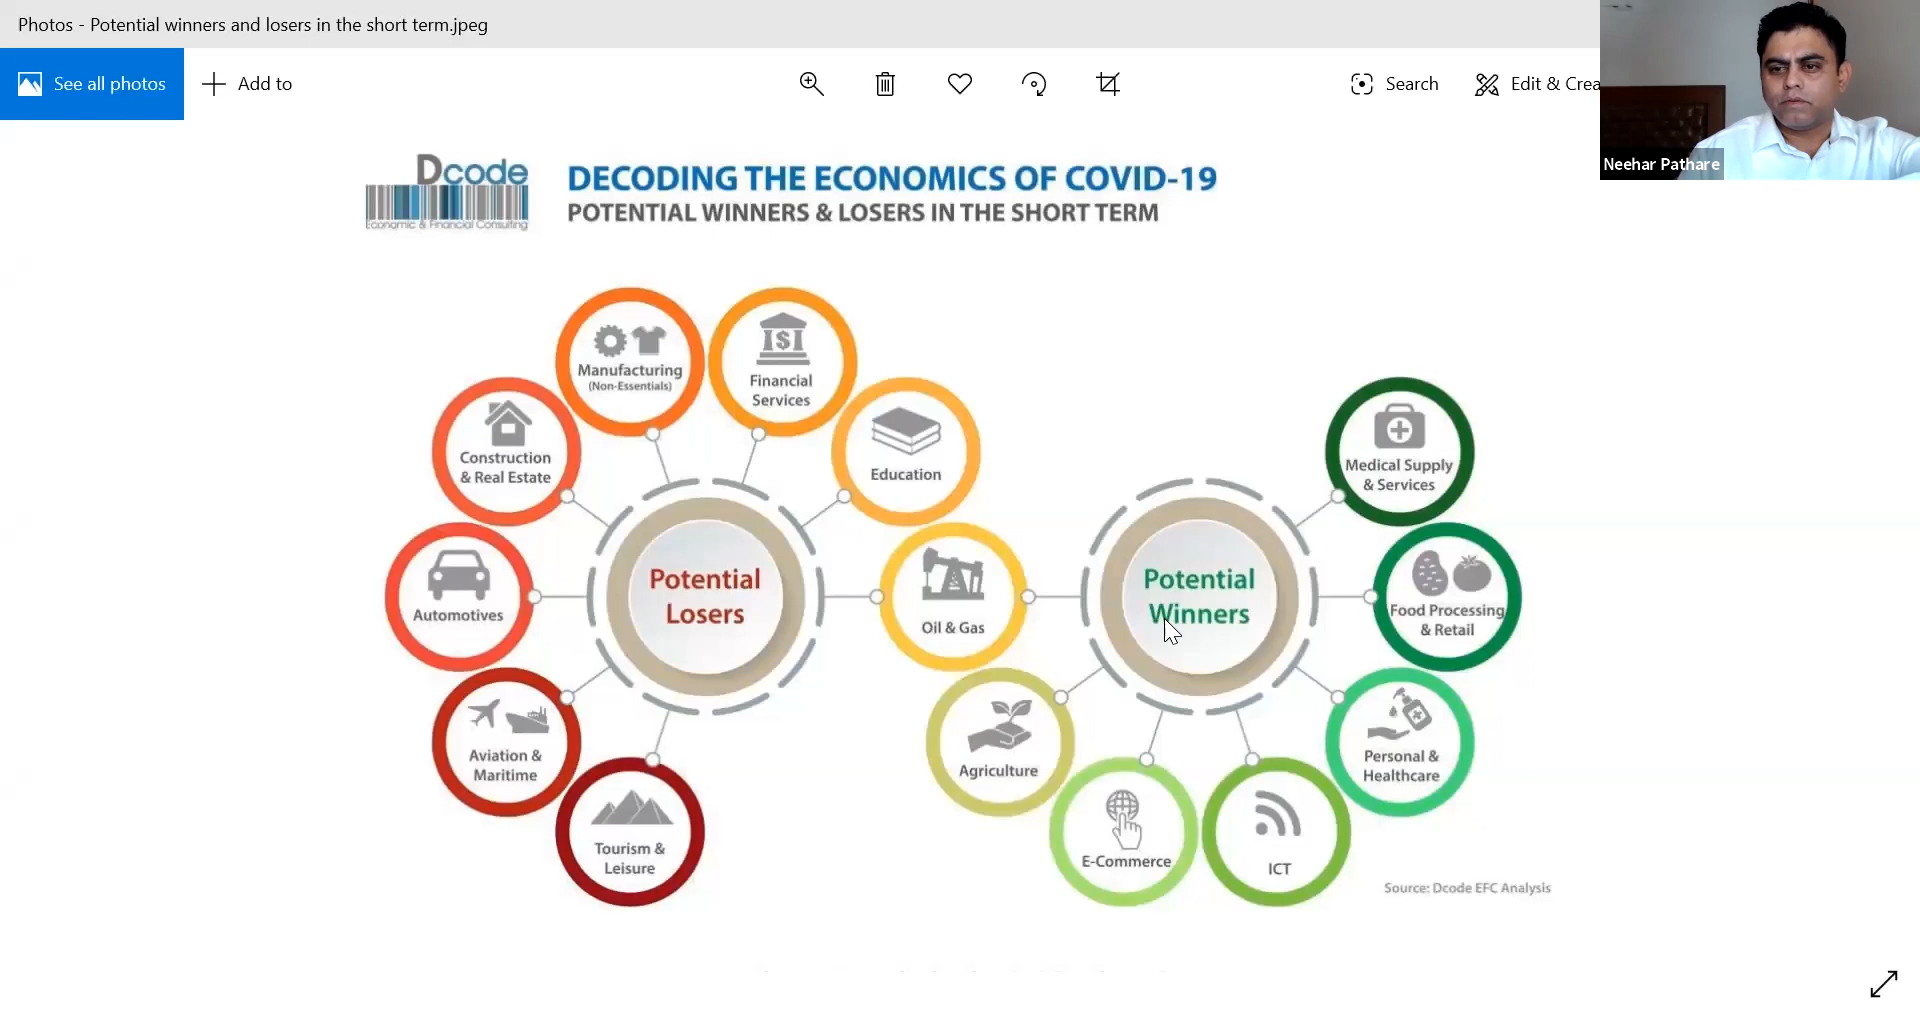 Photos - Potential winners and losers in the short term.jpeg
See all photos
Add to
Search
Edit & Crea
Neehar Pathare
Dcode
Economic & Financial Consulting
DECODING THE ECONOMICS OF COVID-19
POTENTIAL WINNERS & LOSERS IN THE SHORT TERM
Manufacturing
(Non-Essentials)
Financial
Services
Construction
& Real Estate
Education
Automotives
Potential
Losers
Oil & Gas
Aviation &
Maritime
Tourism &
Leisure
Potential
Winners
Medical Supply
& Services
Food Processing
& Retail
Personal &
Healthcare
Agriculture
E-Commerce
ICT
Source: Dcode EFC Analysis